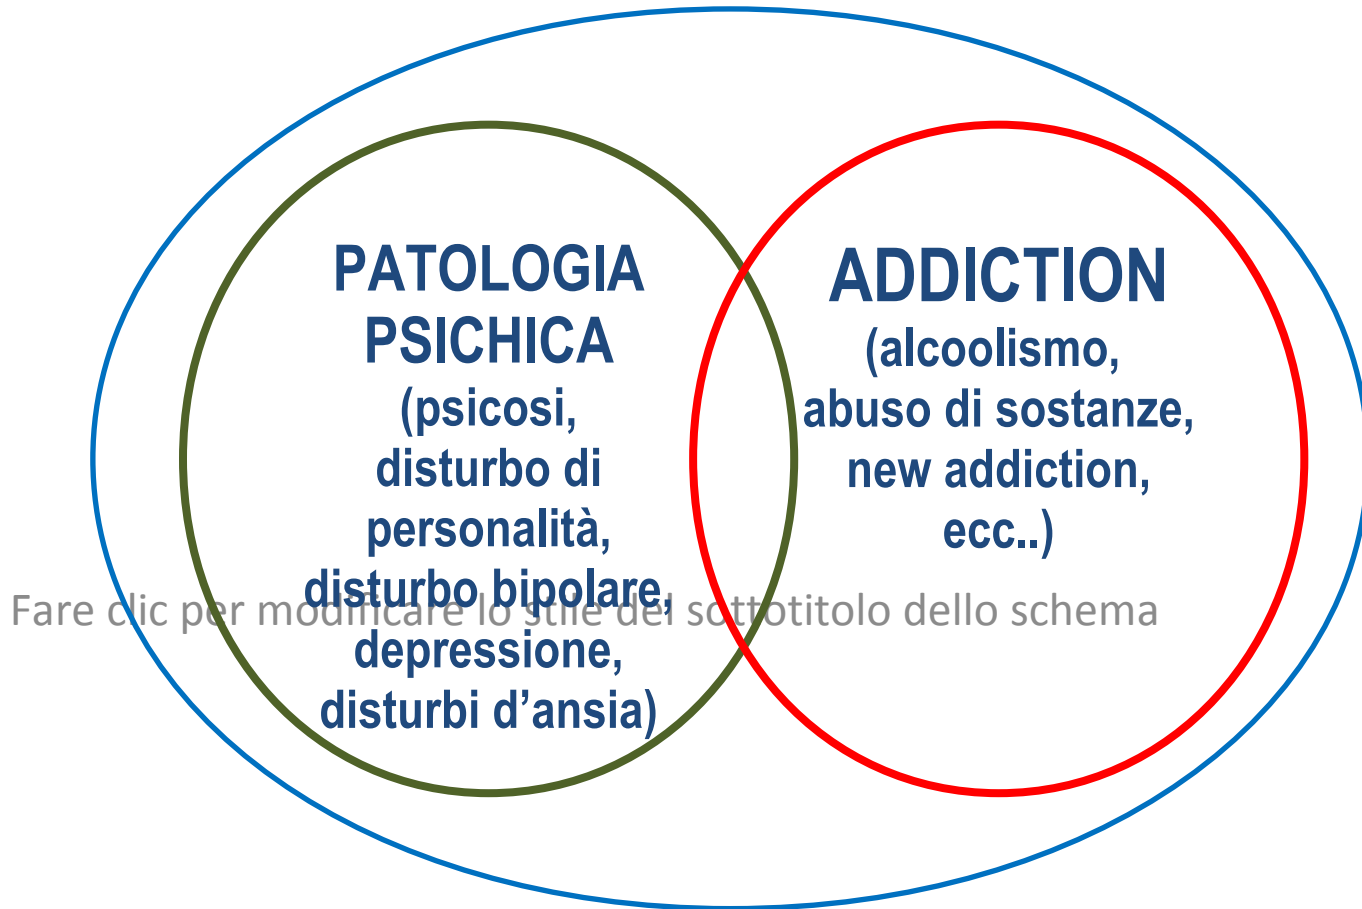 PATOLOGIA
PSICHICA
(psicosi,
disturbo di
personalità,
disturbo bipolare,
depressione,
disturbi d’ansia)
ADDICTION
(alcoolismo,
abuso di sostanze,
new addiction,
ecc..)
Fare clic per modificare lo stile del sottotitolo dello schema